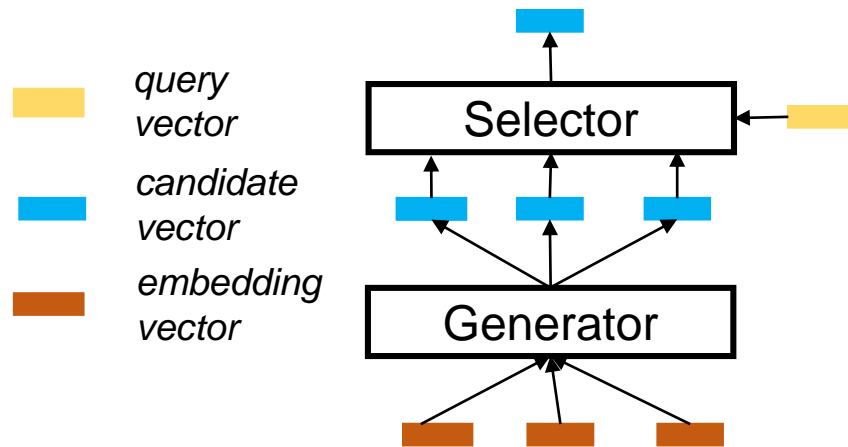 query
vector
Selector
candidate
vector
embedding
vector
Generator